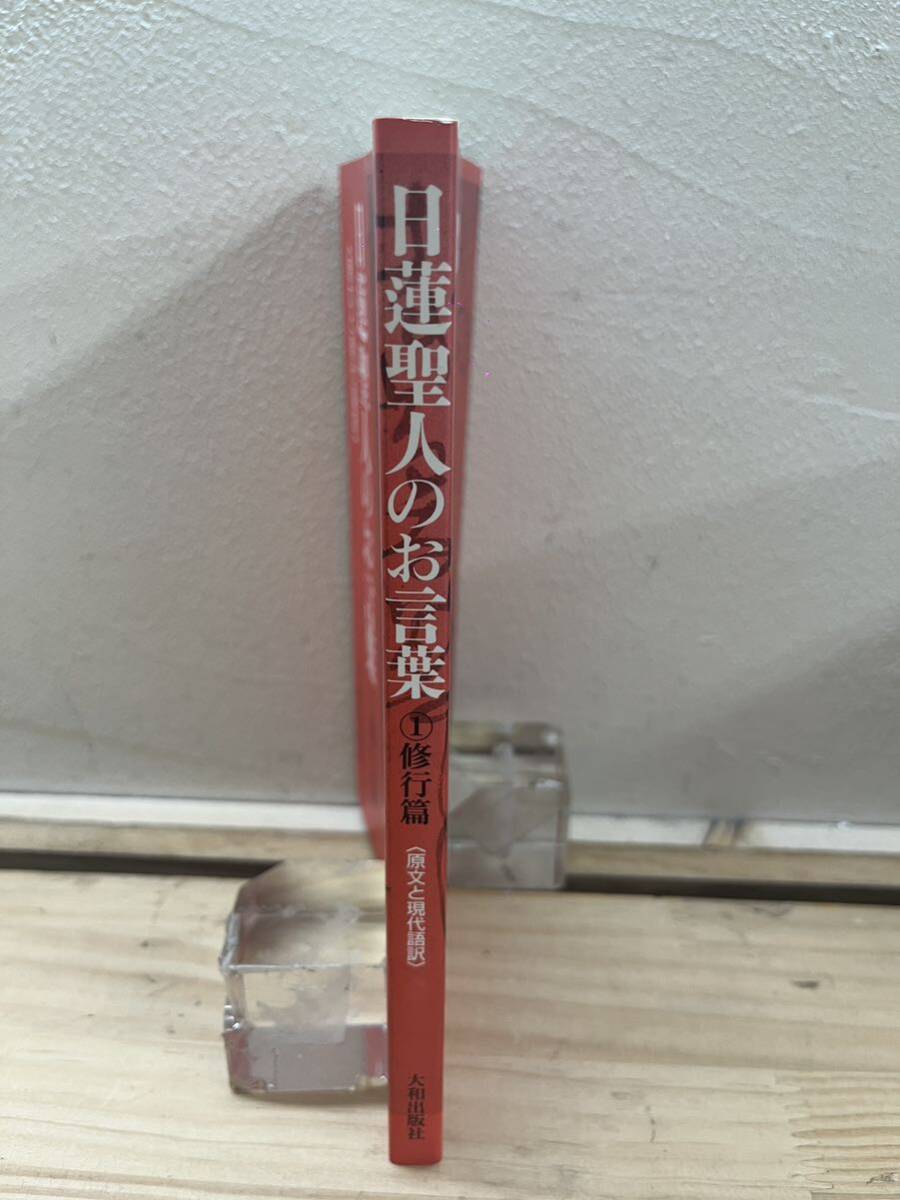 日蓮聖人のお言葉
①修行篇
〈原文と現代語訳〉
大和出版社